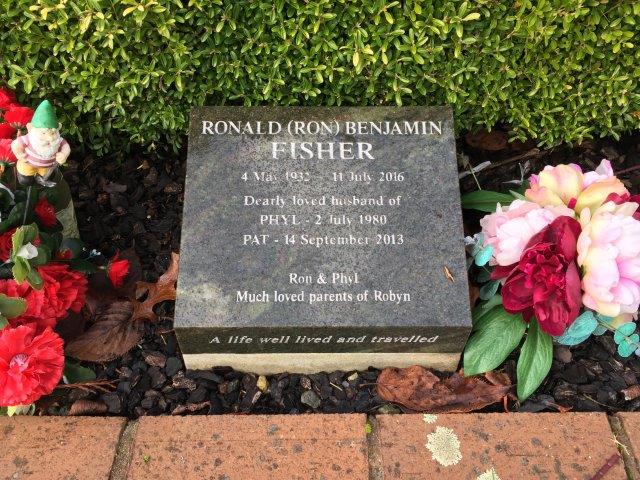 RONALD (RON) BENJAMIN
FISHER
4 May 1932 - 11 July 2016
Dearly loved husband of
PHYL - 2 July 1980
PAT - 14 September 2013
Ron & Phyl
Much loved parents of Robyn
A life well lived and travelled